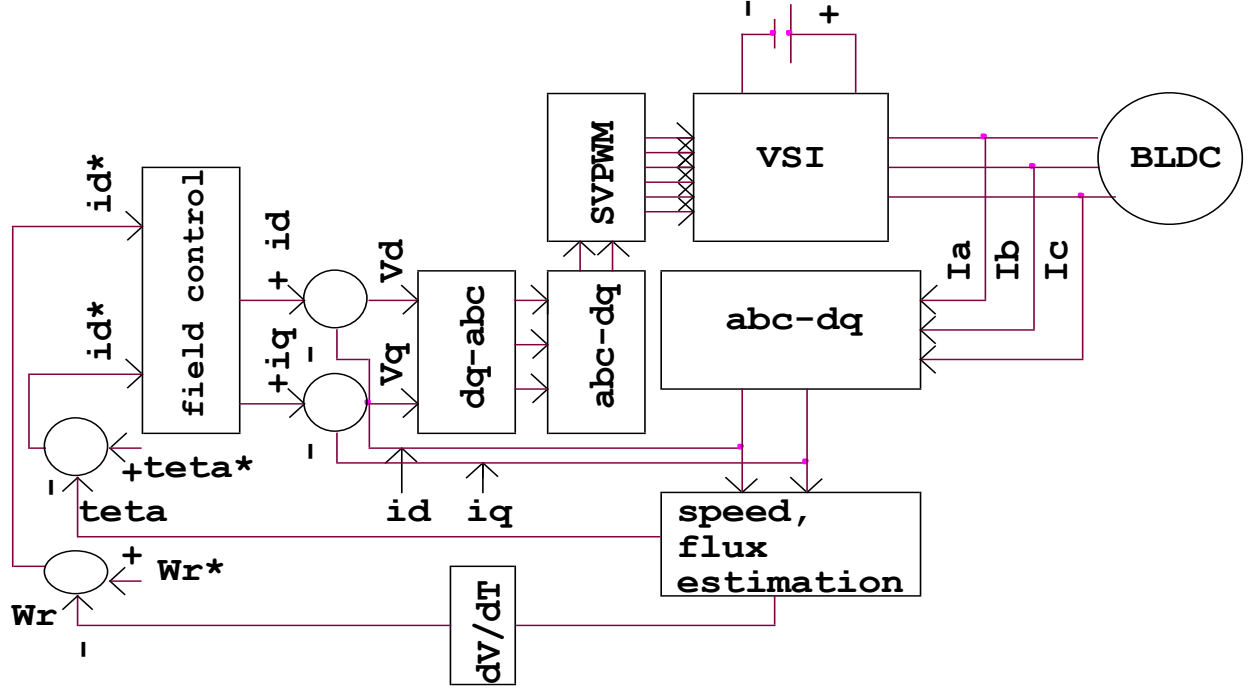 − +
SVPWM
VSI
BLDC
id*
id*
field control
+ id
+iq
−
−
Vd
Vq
dq-abc
abc-dq
abc-dq
Ia
Ib
Ic
+teta*
−
teta
id
iq
speed,
flux
estimation
+
Wr*
Wr
−
dV/dT